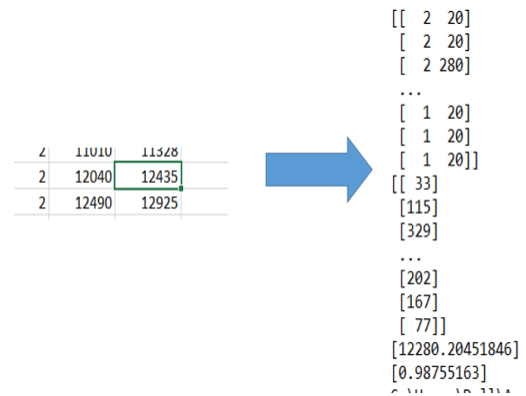 2 11010 11328
2 12040 12435
2 12490 12925
[[ 2 20]
[ 2 20]
[ 2 280]
...
[ 1 20]
[ 1 20]
[ 1 20]]
[[ 33]
[115]
[329]
...
[202]
[167]
[ 77]]
[12280.20451846]
[0.98755163]